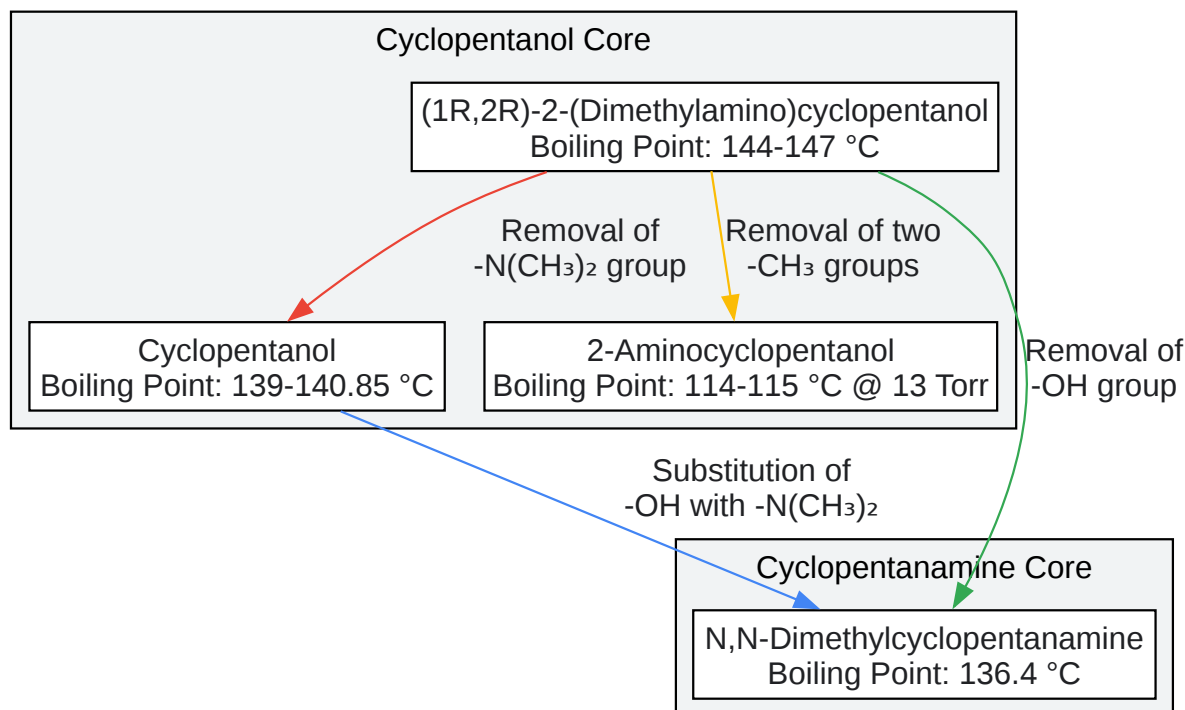 Cyclopentanol Core
(1R,2R)-2-(Dimethylamino)cyclopentanol
Boiling Point: 144-147 °C
Removal of
-N(CH₃)₂ group
Removal of two
-CH₃ groups
Cyclopentanol
Boiling Point: 139-140.85 °C
2-Aminocyclopentanol
Boiling Point: 114-115 °C @ 13 Torr
Removal of
-OH group
Substitution of
-OH with -N(CH₃)₂
Cyclopentanamine Core
N,N-Dimethylcyclopentanamine
Boiling Point: 136.4 °C